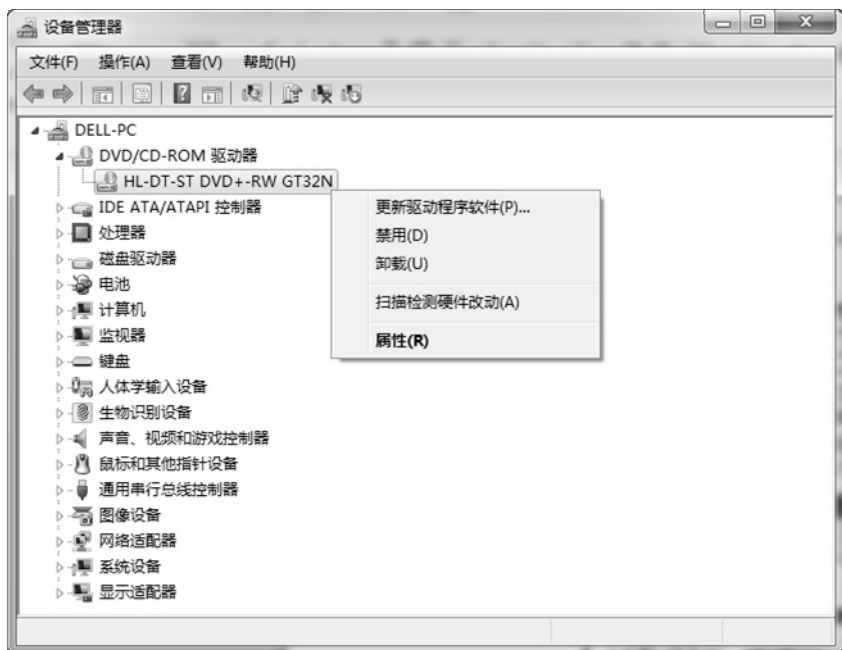 设备管理器
文件(F) 操作(A) 查看(V) 帮助(H)
DELL-PC
DVD/CD-ROM 驱动器
HL-DT-ST DVD+-RW GT32N
IDE ATA/ATAPI 控制器
处理器
磁盘驱动器
电池
计算机
监视器
键盘
人体学输入设备
生物识别设备
声音、视频和游戏控制器
鼠标和其他指针设备
通用串行总线控制器
图像设备
网络适配器
系统设备
显示适配器
更新驱动程序软件(P)...
禁用(D)
卸载(U)
扫描检测硬件改动(A)
属性(R)